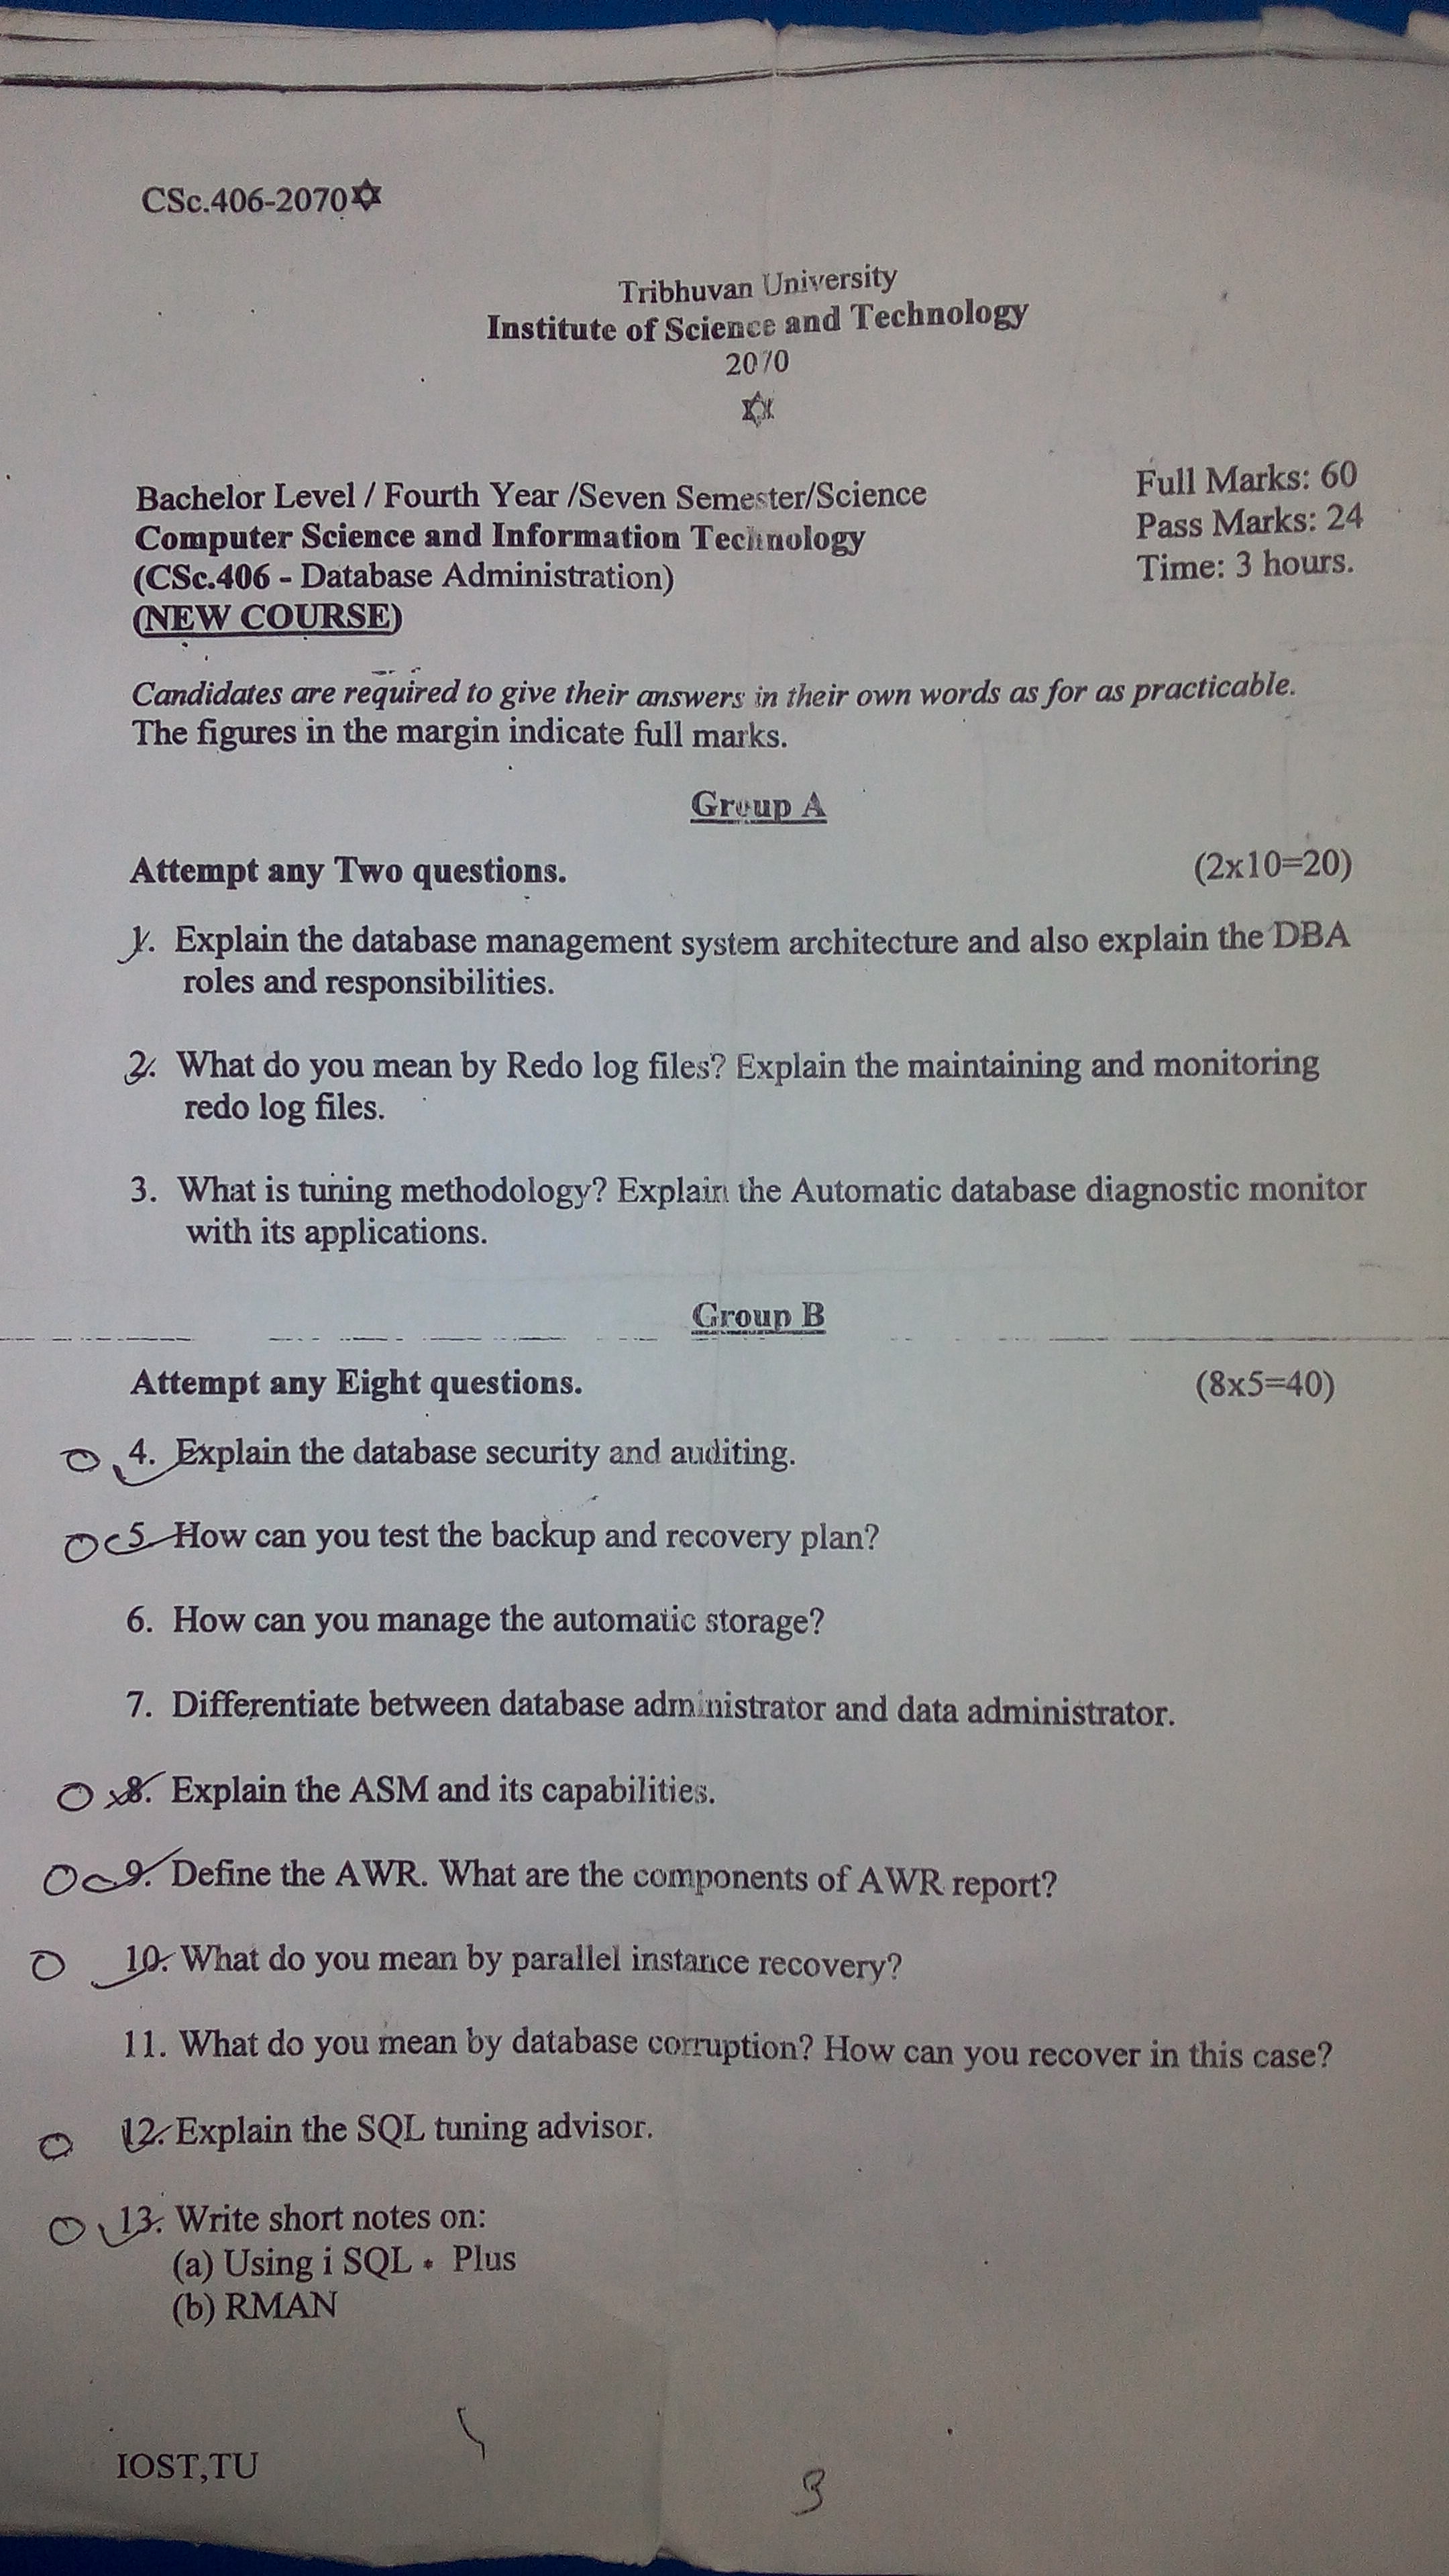 CSc.406-2070✡
Tribhuvan University
Institute of Science and Technology
2070
✡
Bachelor Level / Fourth Year /Seven Semester/Science
Full Marks: 60
Computer Science and Information Technology
Pass Marks: 24
(CSc.406 - Database Administration)
Time: 3 hours.
(NEW COURSE)
Candidates are required to give their answers in their own words as for as practicable.
The figures in the margin indicate full marks.
Group A
Attempt any Two questions. (2x10=20)
1. Explain the database management system architecture and also explain the DBA
roles and responsibilities.
2. What do you mean by Redo log files? Explain the maintaining and monitoring
redo log files.
3. What is tuning methodology? Explain the Automatic database diagnostic monitor
with its applications.
Group B
Attempt any Eight questions. (8x5=40)
4. Explain the database security and auditing.
5. How can you test the backup and recovery plan?
6. How can you manage the automatic storage?
7. Differentiate between database administrator and data administrator.
8. Explain the ASM and its capabilities.
9. Define the AWR. What are the components of AWR report?
10. What do you mean by parallel instance recovery?
11. What do you mean by database corruption? How can you recover in this case?
12. Explain the SQL tuning advisor.
13. Write short notes on:
(a) Using i SQL * Plus
(b) RMAN
IOST,TU
3